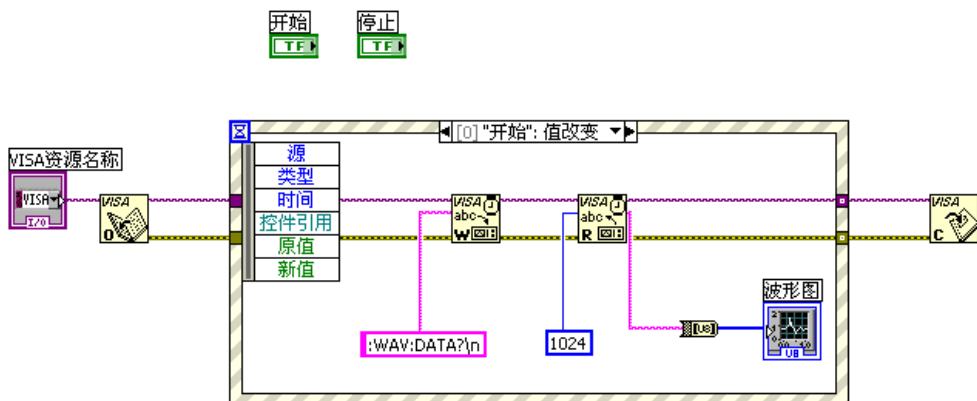 开始
停止
TF
TF
[0] "开始": 值改变
VISA资源名称
VISA
I/O
源
类型
时间
控件引用
原值
新值
VISA
O
VISA
abc
W
VISA
abc
R
VISA
C
:WAV:DATA?\n
1024
[U8]
波形图
U8